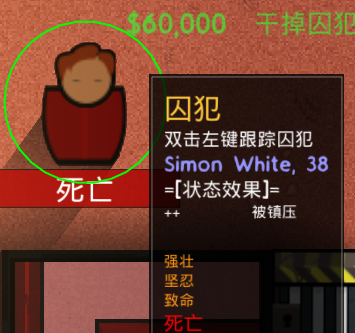 $60,000 干掉囚犯
囚犯
双击左键跟踪囚犯
Simon White, 38
=[状态效果]=
++ 被镇压
死亡
强壮
坚忍
致命
死亡